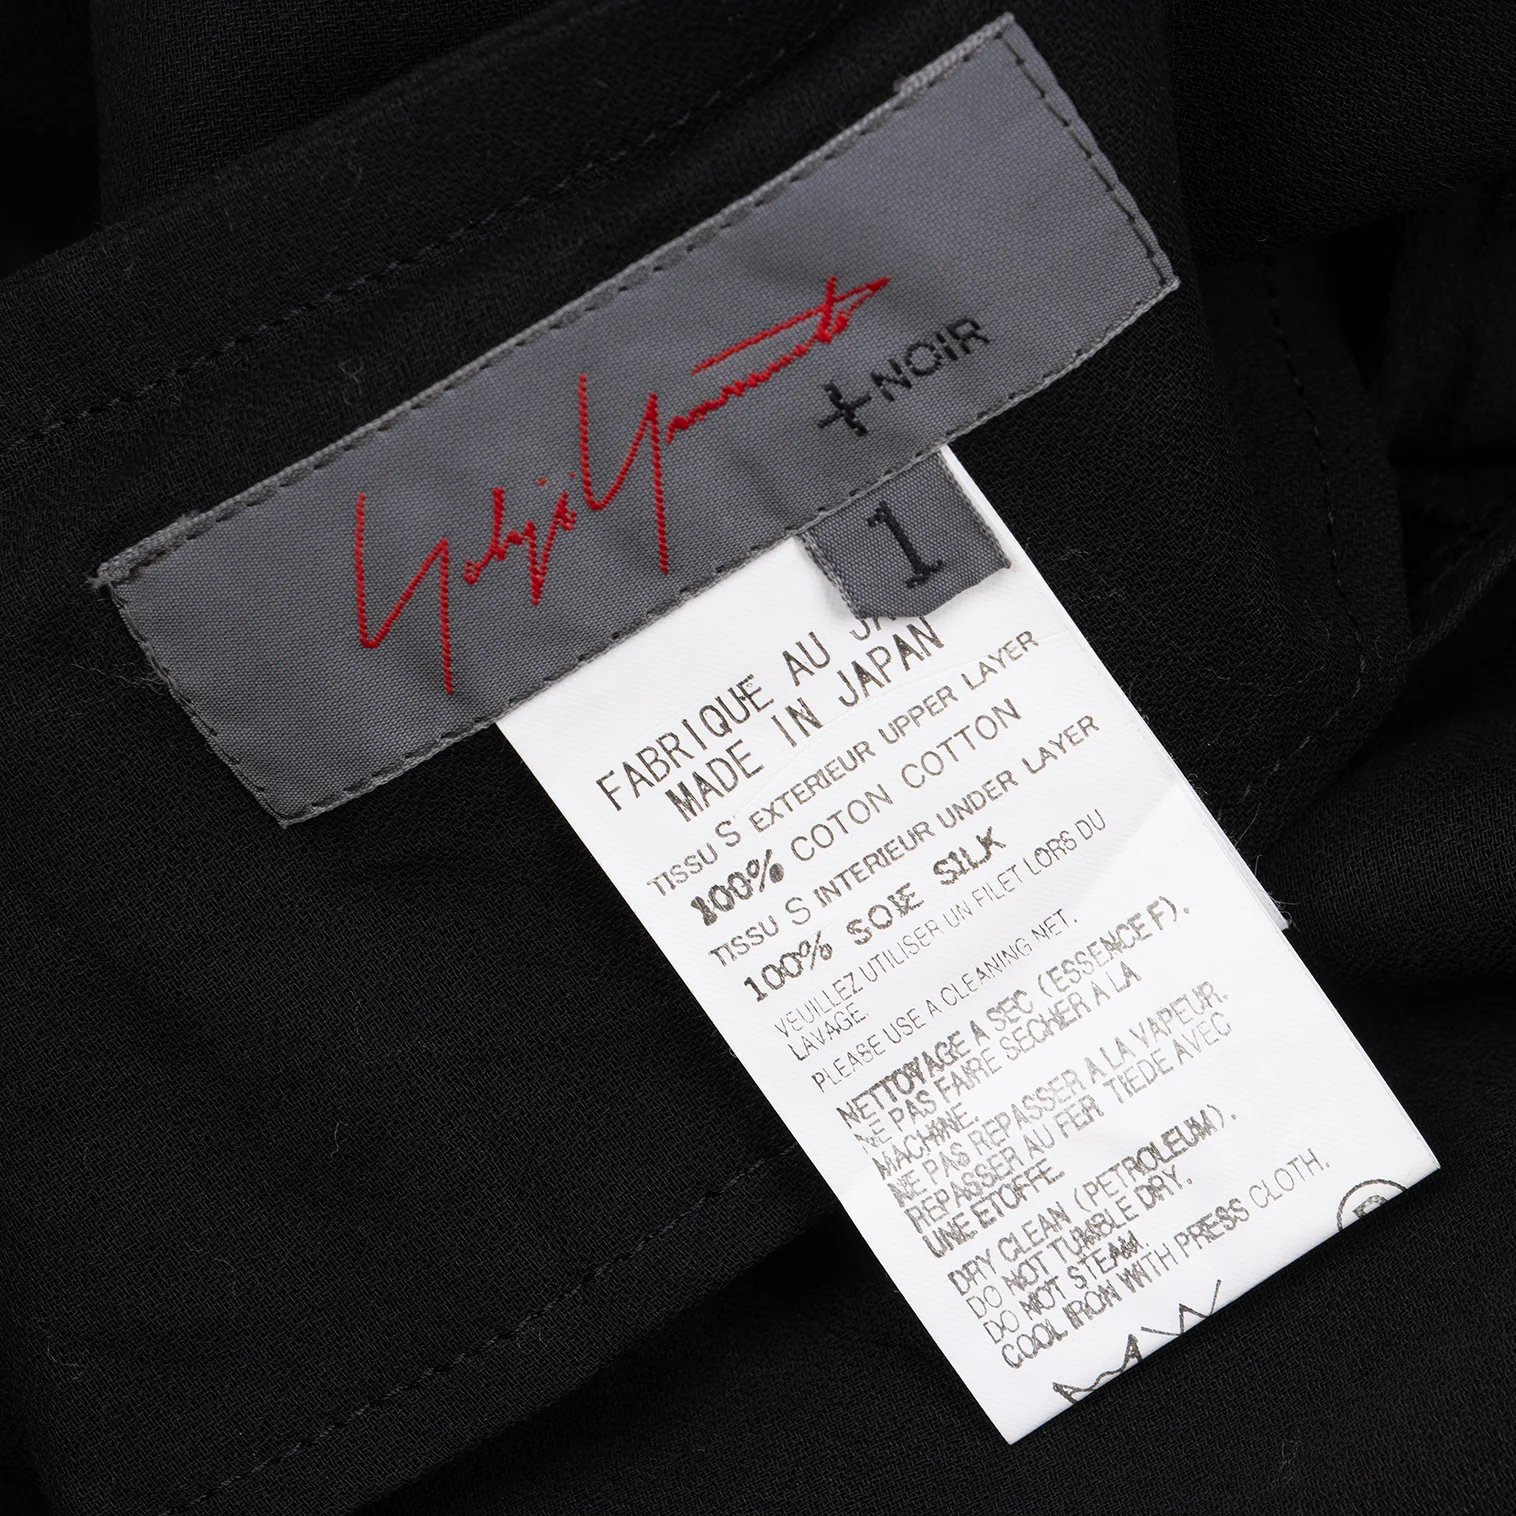 Yohji Yamamoto
+NOIR
1
FABRIQUE AU
MADE IN JAPAN
TISSU S EXTERIEUR UPPER LAYER
100% COTON COTTON
TISSU S INTERIEUR UNDER LAYER
100% SOIE SILK
VEUILLEZ UTILISER UN FILET LORS DU
LAVAGE.
PLEASE USE A CLEANING NET.
NETTOYAGE A SEC (ESSENCE F).
NE PAS FAIRE SECHER A LA
MACHINE.
NE PAS REPASSER A LA VAPEUR.
REPASSER AU FER TIEDE AVEC
UNE ETOFFE.
DRY CLEAN (PETROLEUM).
DO NOT TUMBLE DRY.
DO NOT STEAM.
COOL IRON WITH PRESS CLOTH.